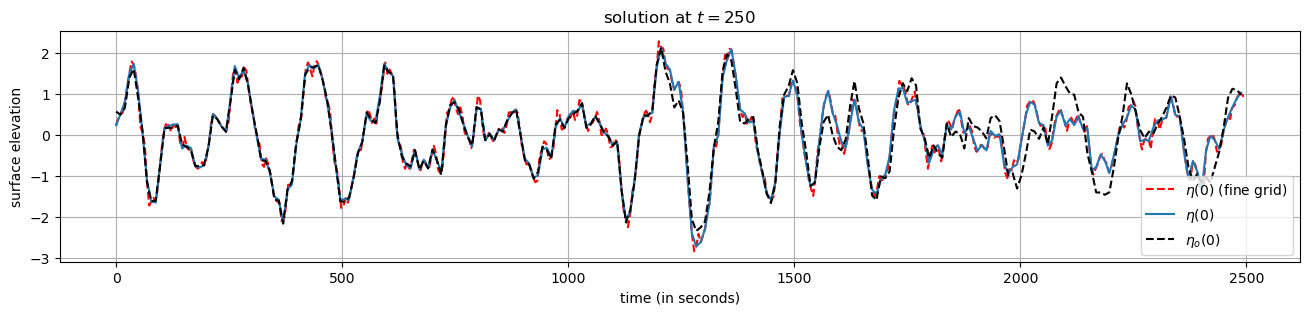 solution at t = 250
surface elevation
2
1
0
−1
−2
−3
0
500
1000
1500
2000
2500
time (in seconds)
η(0) (fine grid)
η(0)
ηₒ(0)